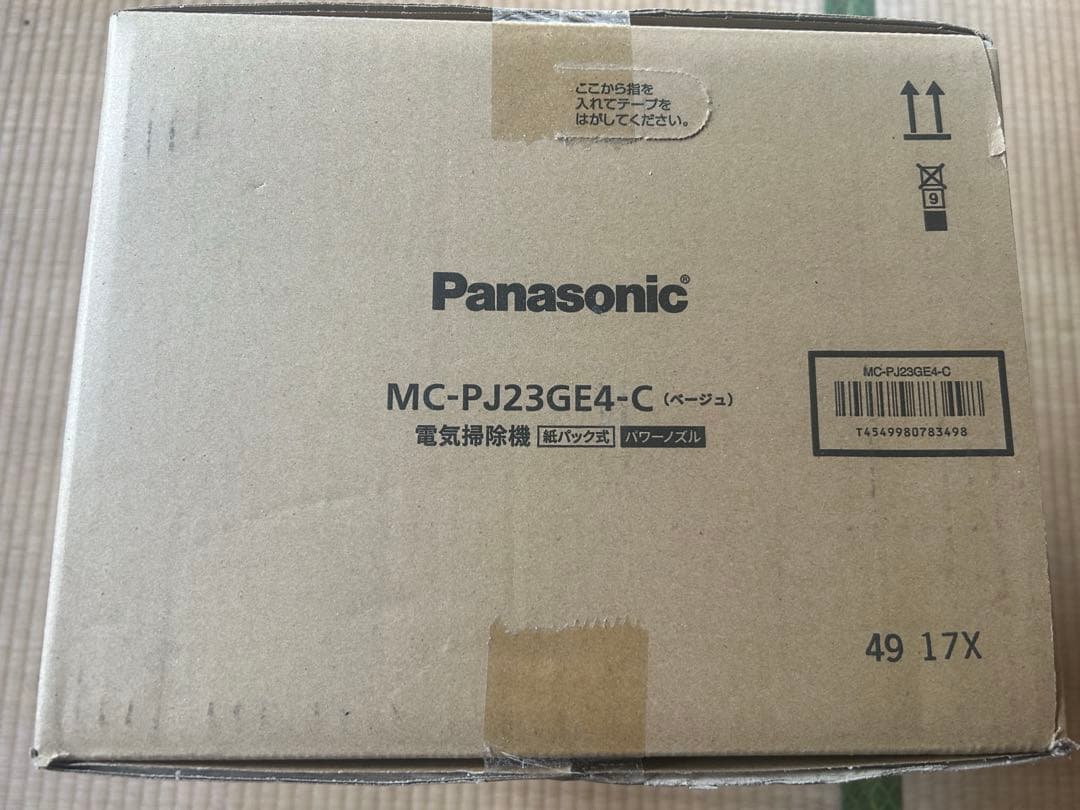 ここから指を
入れてテープを
はがしてください。
9
Panasonic®
MC-PJ23GE4-C（ベージュ）
電気掃除機 紙パック式 パワーノズル
MC-PJ23GE4-C
T4549980783498
49 17X